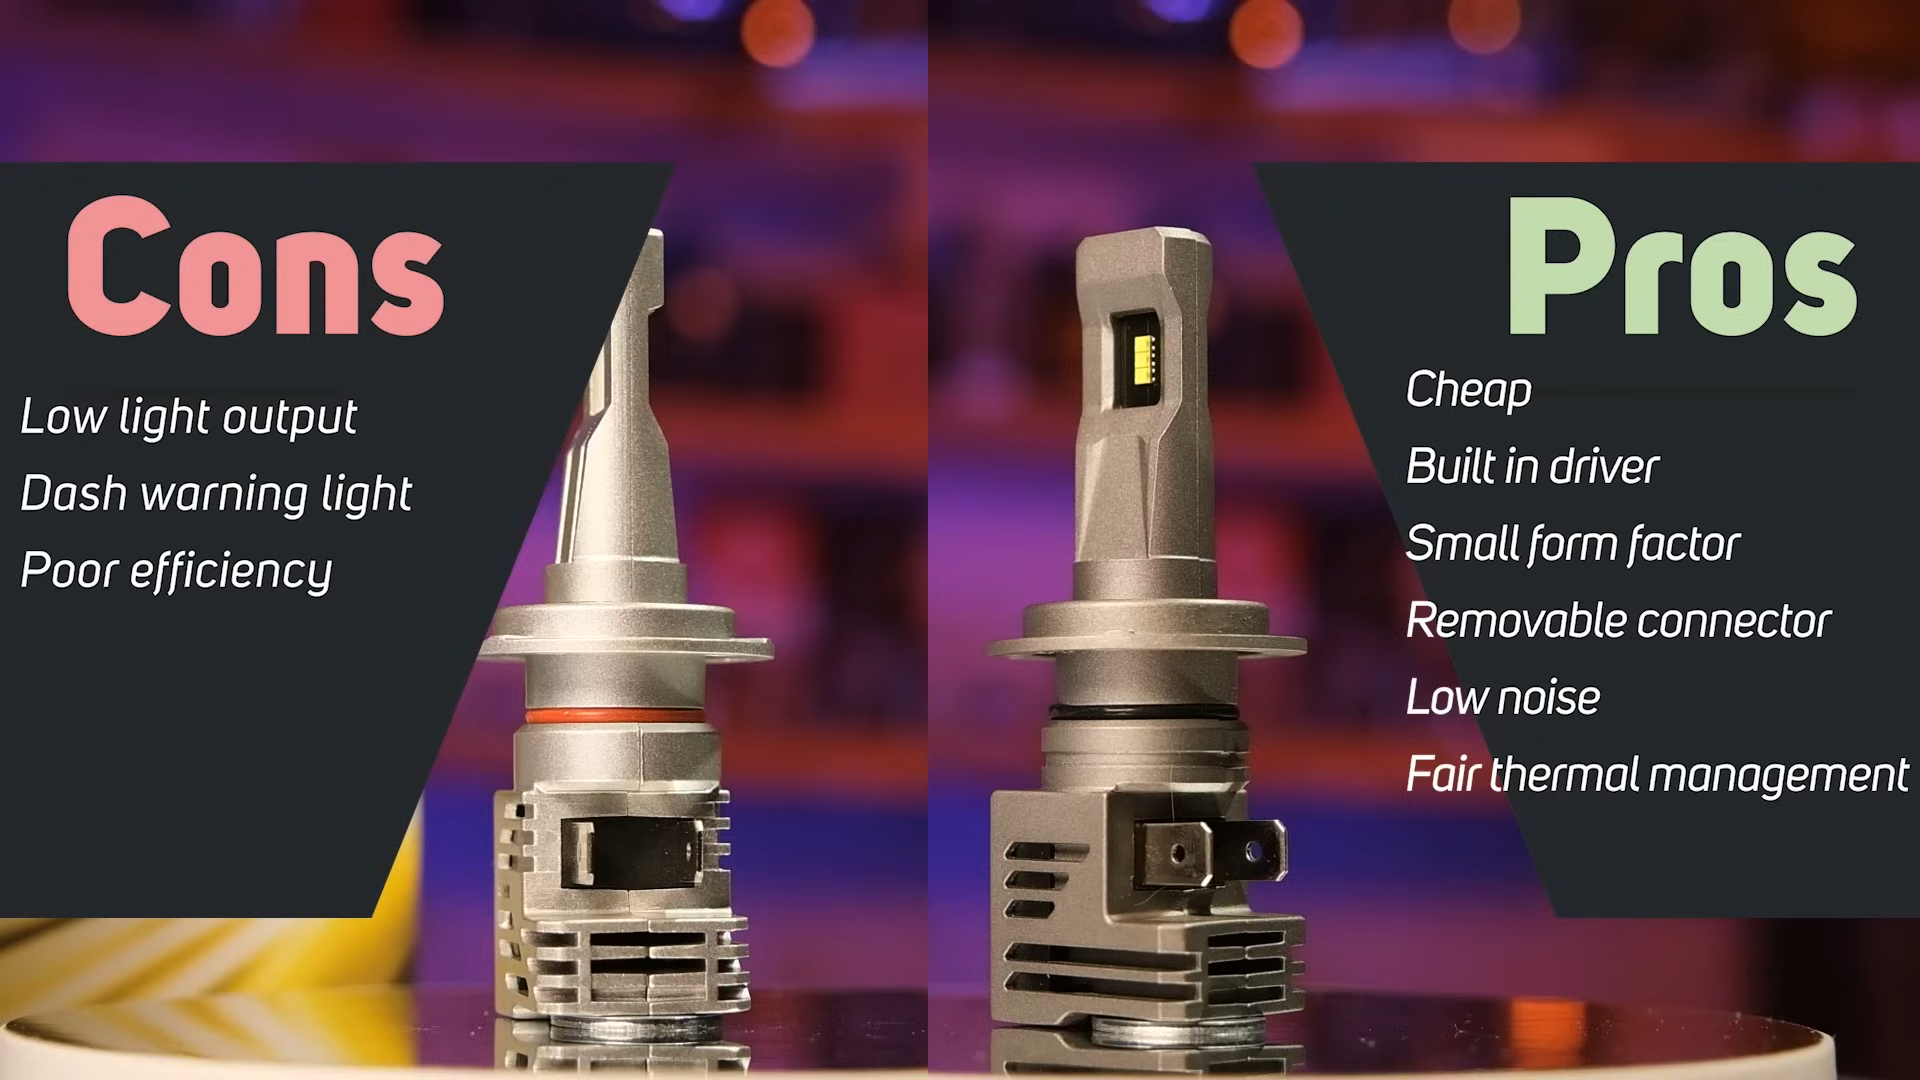 Cons
Low light output
Dash warning light
Poor efficiency
Pros
Cheap
Built in driver
Small form factor
Removable connector
Low noise
Fair thermal management